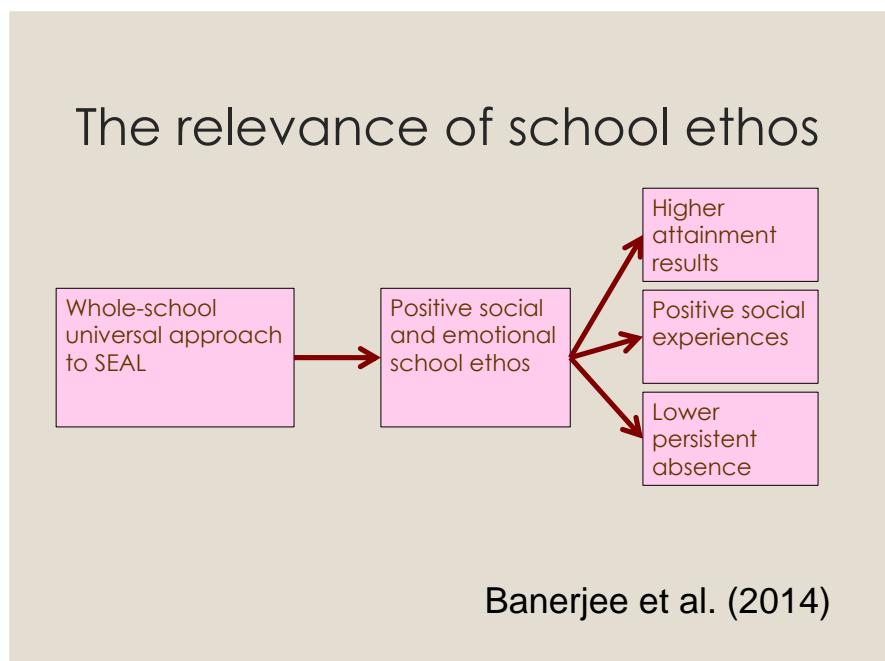 The relevance of school ethos
Whole-school
universal approach
to SEAL
Positive social
and emotional
school ethos
Higher
attainment
results
Positive social
experiences
Lower
persistent
absence
Banerjee et al. (2014)